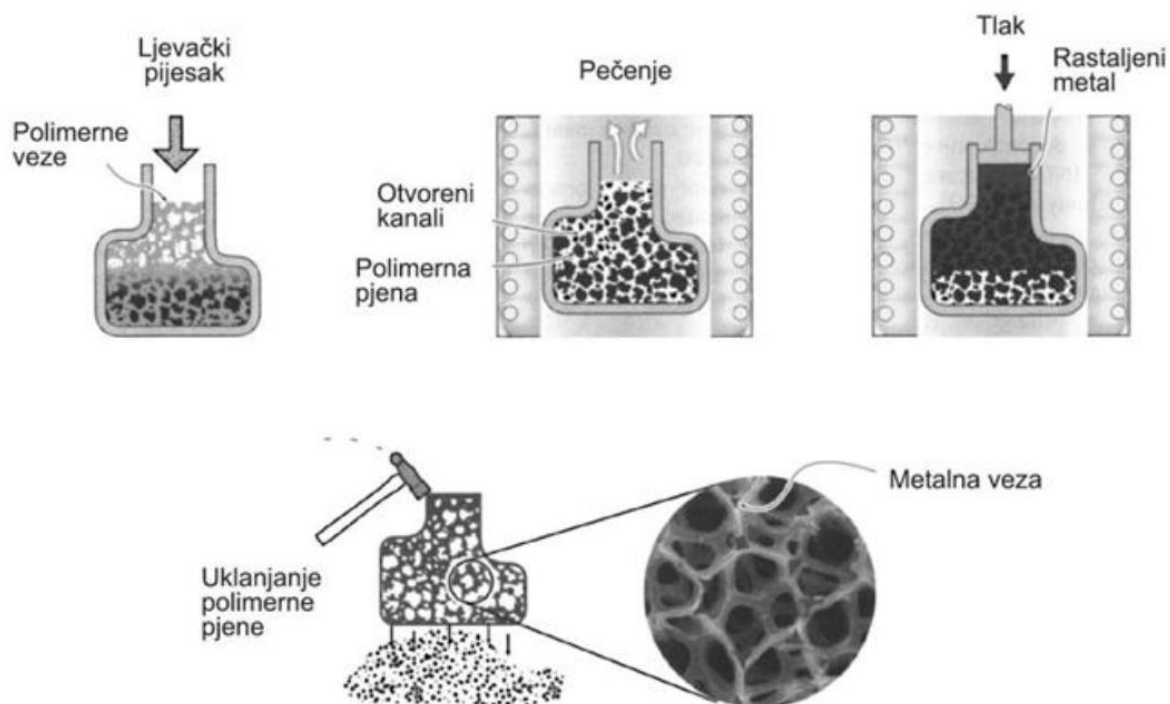 Ljevački
pijesak
Polimerne
veze
Pečenje
Otvoreni
kanali
Polimerna
pjena
Tlak
Rastaljeni
metal
Uklanjanje
polimerne
pjene
Metalna veza